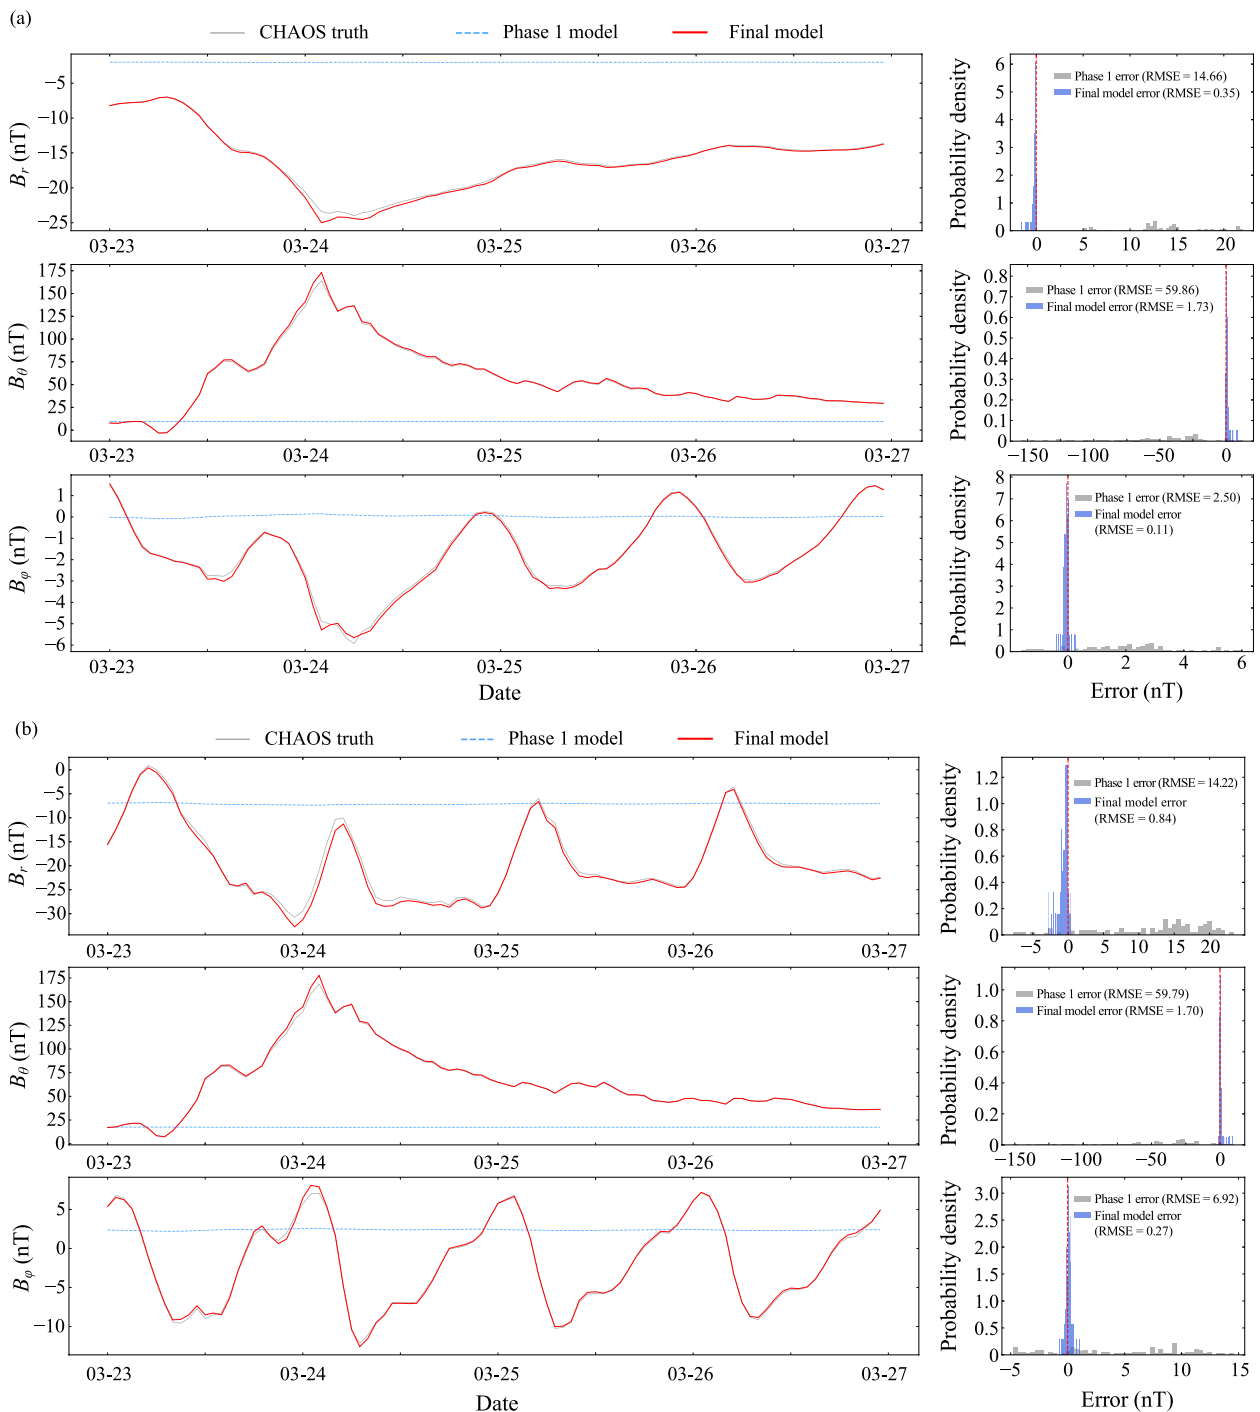 (a)
CHAOS truth Phase 1 model Final model
B_r (nT)
−5
−10
−15
−20
−25
03-23 03-24 03-25 03-26 03-27
Probability density
6
5
4
3
2
1
0
Phase 1 error (RMSE = 14.66)
Final model error (RMSE = 0.35)
0 5 10 15 20
B_θ (nT)
175
150
125
100
75
50
25
0
03-23 03-24 03-25 03-26 03-27
Probability density
0.8
0.7
0.6
0.5
0.4
0.3
0.2
0.1
0
Phase 1 error (RMSE = 59.86)
Final model error (RMSE = 1.73)
−150 −100 −50 0
B_φ (nT)
1
0
−1
−2
−3
−4
−5
−6
03-23 03-24 03-25 03-26 03-27
Date
Probability density
8
7
6
5
4
3
2
1
0
Phase 1 error (RMSE = 2.50)
Final model error
(RMSE = 0.11)
0 2 4 6
Error (nT)
(b)
CHAOS truth Phase 1 model Final model
B_r (nT)
0
−5
−10
−15
−20
−25
−30
03-23 03-24 03-25 03-26 03-27
Probability density
1.2
1.0
0.8
0.6
0.4
0.2
0
Phase 1 error (RMSE = 14.22)
Final model error
(RMSE = 0.84)
−5 0 5 10 15 20
B_θ (nT)
175
150
125
100
75
50
25
0
03-23 03-24 03-25 03-26 03-27
Probability density
1.0
0.8
0.6
0.4
0.2
0
Phase 1 error (RMSE = 59.79)
Final model error (RMSE = 1.70)
−150 −100 −50 0
B_φ (nT)
5
0
−5
−10
03-23 03-24 03-25 03-26 03-27
Date
Probability density
3.0
2.5
2.0
1.5
1.0
0.5
0
Phase 1 error (RMSE = 6.92)
Final model error
(RMSE = 0.27)
−5 0 5 10 15
Error (nT)